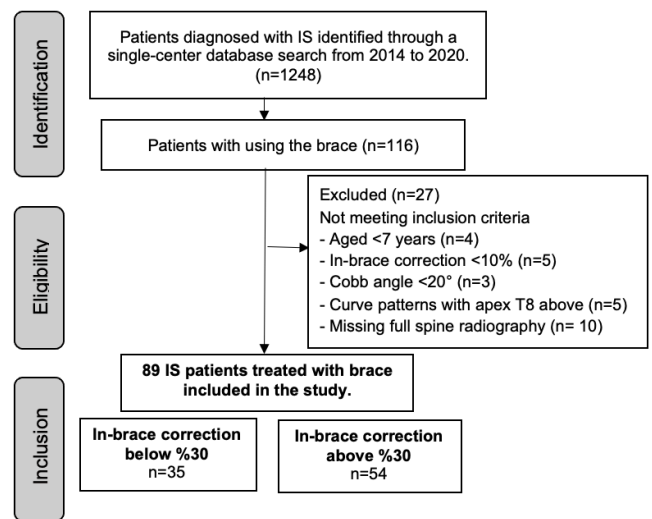 Identification
Patients diagnosed with IS identified through a
single-center database search from 2014 to 2020.
(n=1248)
Patients with using the brace (n=116)
Eligibility
Excluded (n=27)
Not meeting inclusion criteria
- Aged <7 years (n=4)
- In-brace correction <10% (n=5)
- Cobb angle <20° (n=3)
- Curve patterns with apex T8 above (n=5)
- Missing full spine radiography (n= 10)
89 IS patients treated with brace
included in the study.
Inclusion
In-brace correction
below %30
n=35
In-brace correction
above %30
n=54